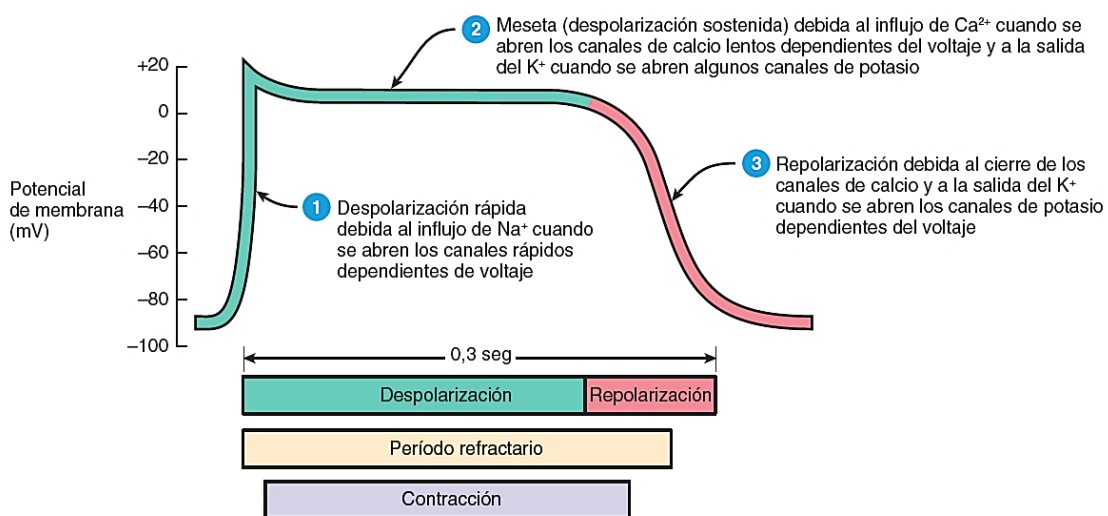 2 Meseta (despolarización sostenida) debida al influjo de Ca²⁺ cuando se
abren los canales de calcio lentos dependientes del voltaje y a la salida
del K⁺ cuando se abren algunos canales de potasio
+20
0
–20
–40
–60
–80
–100
Potencial
de membrana
(mV)
1 Despolarización rápida
debida al influjo de Na⁺ cuando
se abren los canales rápidos
dependientes de voltaje
3 Repolarización debida al cierre de los
canales de calcio y a la salida del K⁺
cuando se abren los canales de potasio
dependientes del voltaje
0,3 seg
Despolarización
Repolarización
Período refractario
Contracción